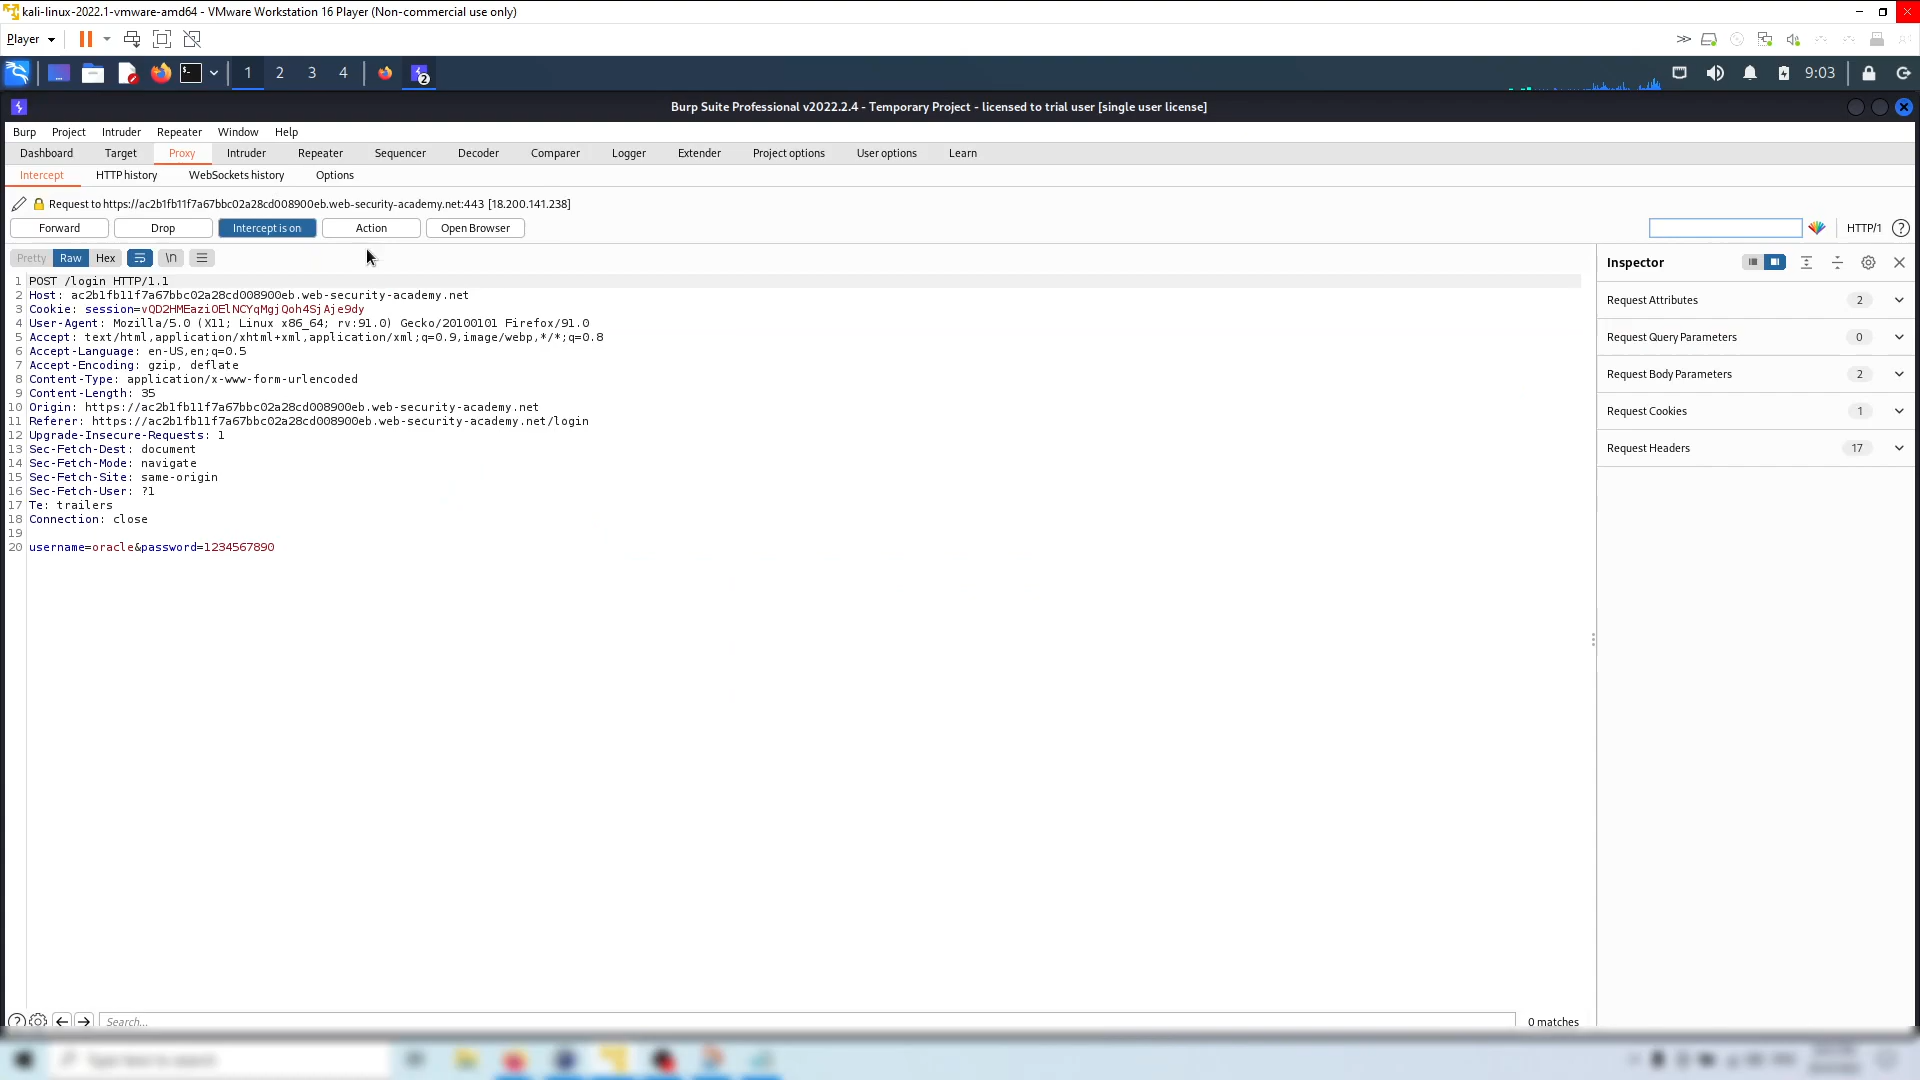 kali-linux-2022.1-vmware-amd64 - VMware Workstation 16 Player (Non-commercial use only)
Player
1 2 3 4 2 9:03
Burp Suite Professional v2022.2.4 - Temporary Project - licensed to trial user [single user license]
Burp Project Intruder Repeater Window Help
Dashboard Target Proxy Intruder Repeater Sequencer Decoder Comparer Logger Extender Project options User options Learn
Intercept HTTP history WebSockets history Options
Request to https://ac2b1fb11f7a67bbc02a28cd008900eb.web-security-academy.net:443 [18.200.141.238]
Forward Drop Intercept is on Action Open Browser HTTP/1 ?
Pretty Raw Hex \n
1 POST /login HTTP/1.1
2 Host: ac2b1fb11f7a67bbc02a28cd008900eb.web-security-academy.net
3 Cookie: session=vQD2HMEaziOElNCYqMgjQoh4SjAje9dy
4 User-Agent: Mozilla/5.0 (X11; Linux x86_64; rv:91.0) Gecko/20100101 Firefox/91.0
5 Accept: text/html,application/xhtml+xml,application/xml;q=0.9,image/webp,*/*;q=0.8
6 Accept-Language: en-US,en;q=0.5
7 Accept-Encoding: gzip, deflate
8 Content-Type: application/x-www-form-urlencoded
9 Content-Length: 35
10 Origin: https://ac2b1fb11f7a67bbc02a28cd008900eb.web-security-academy.net
11 Referer: https://ac2b1fb11f7a67bbc02a28cd008900eb.web-security-academy.net/login
12 Upgrade-Insecure-Requests: 1
13 Sec-Fetch-Dest: document
14 Sec-Fetch-Mode: navigate
15 Sec-Fetch-Site: same-origin
16 Sec-Fetch-User: ?1
17 Te: trailers
18 Connection: close
19
20 username=oracle&password=1234567890
Inspector
Request Attributes 2
Request Query Parameters 0
Request Body Parameters 2
Request Cookies 1
Request Headers 17
? Search... 0 matches
Type here to search